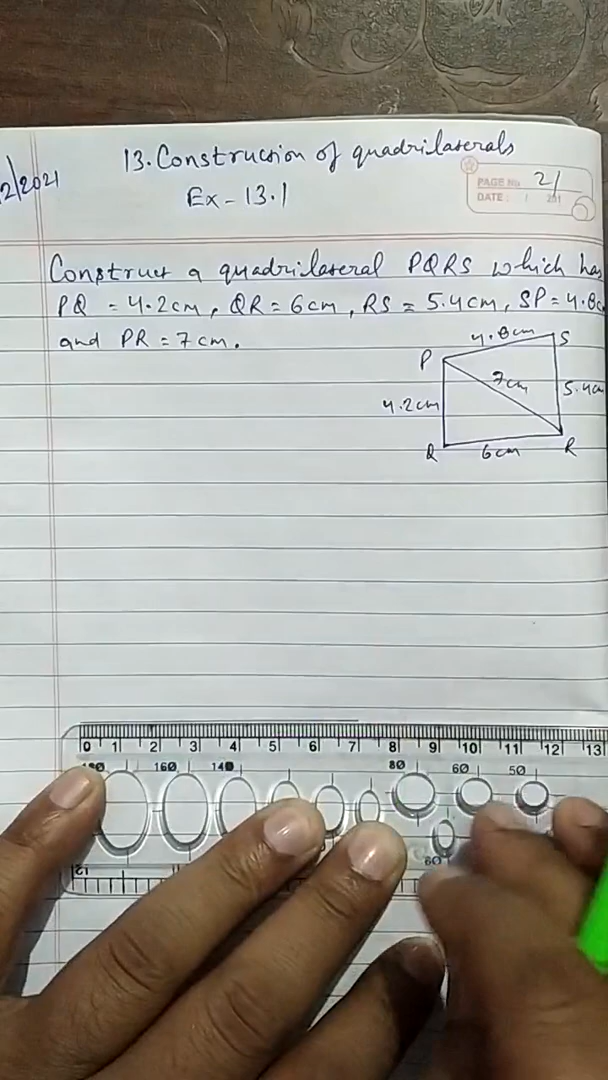 2/2021
13. Construction of quadrilaterals
Ex - 13.1
PAGE No. 2/
DATE: / 201
Construct a quadrilateral PQRS which has
PQ = 4.2cm, QR = 6cm, RS = 5.4cm, SP = 4.8c
and PR = 7cm.
4.8cm S
P
7cm
4.2cm
5.4cm
Q 6cm R
0 1 2 3 4 5 6 7 8 9 10 11 12 13
160 140 80 60 50
60